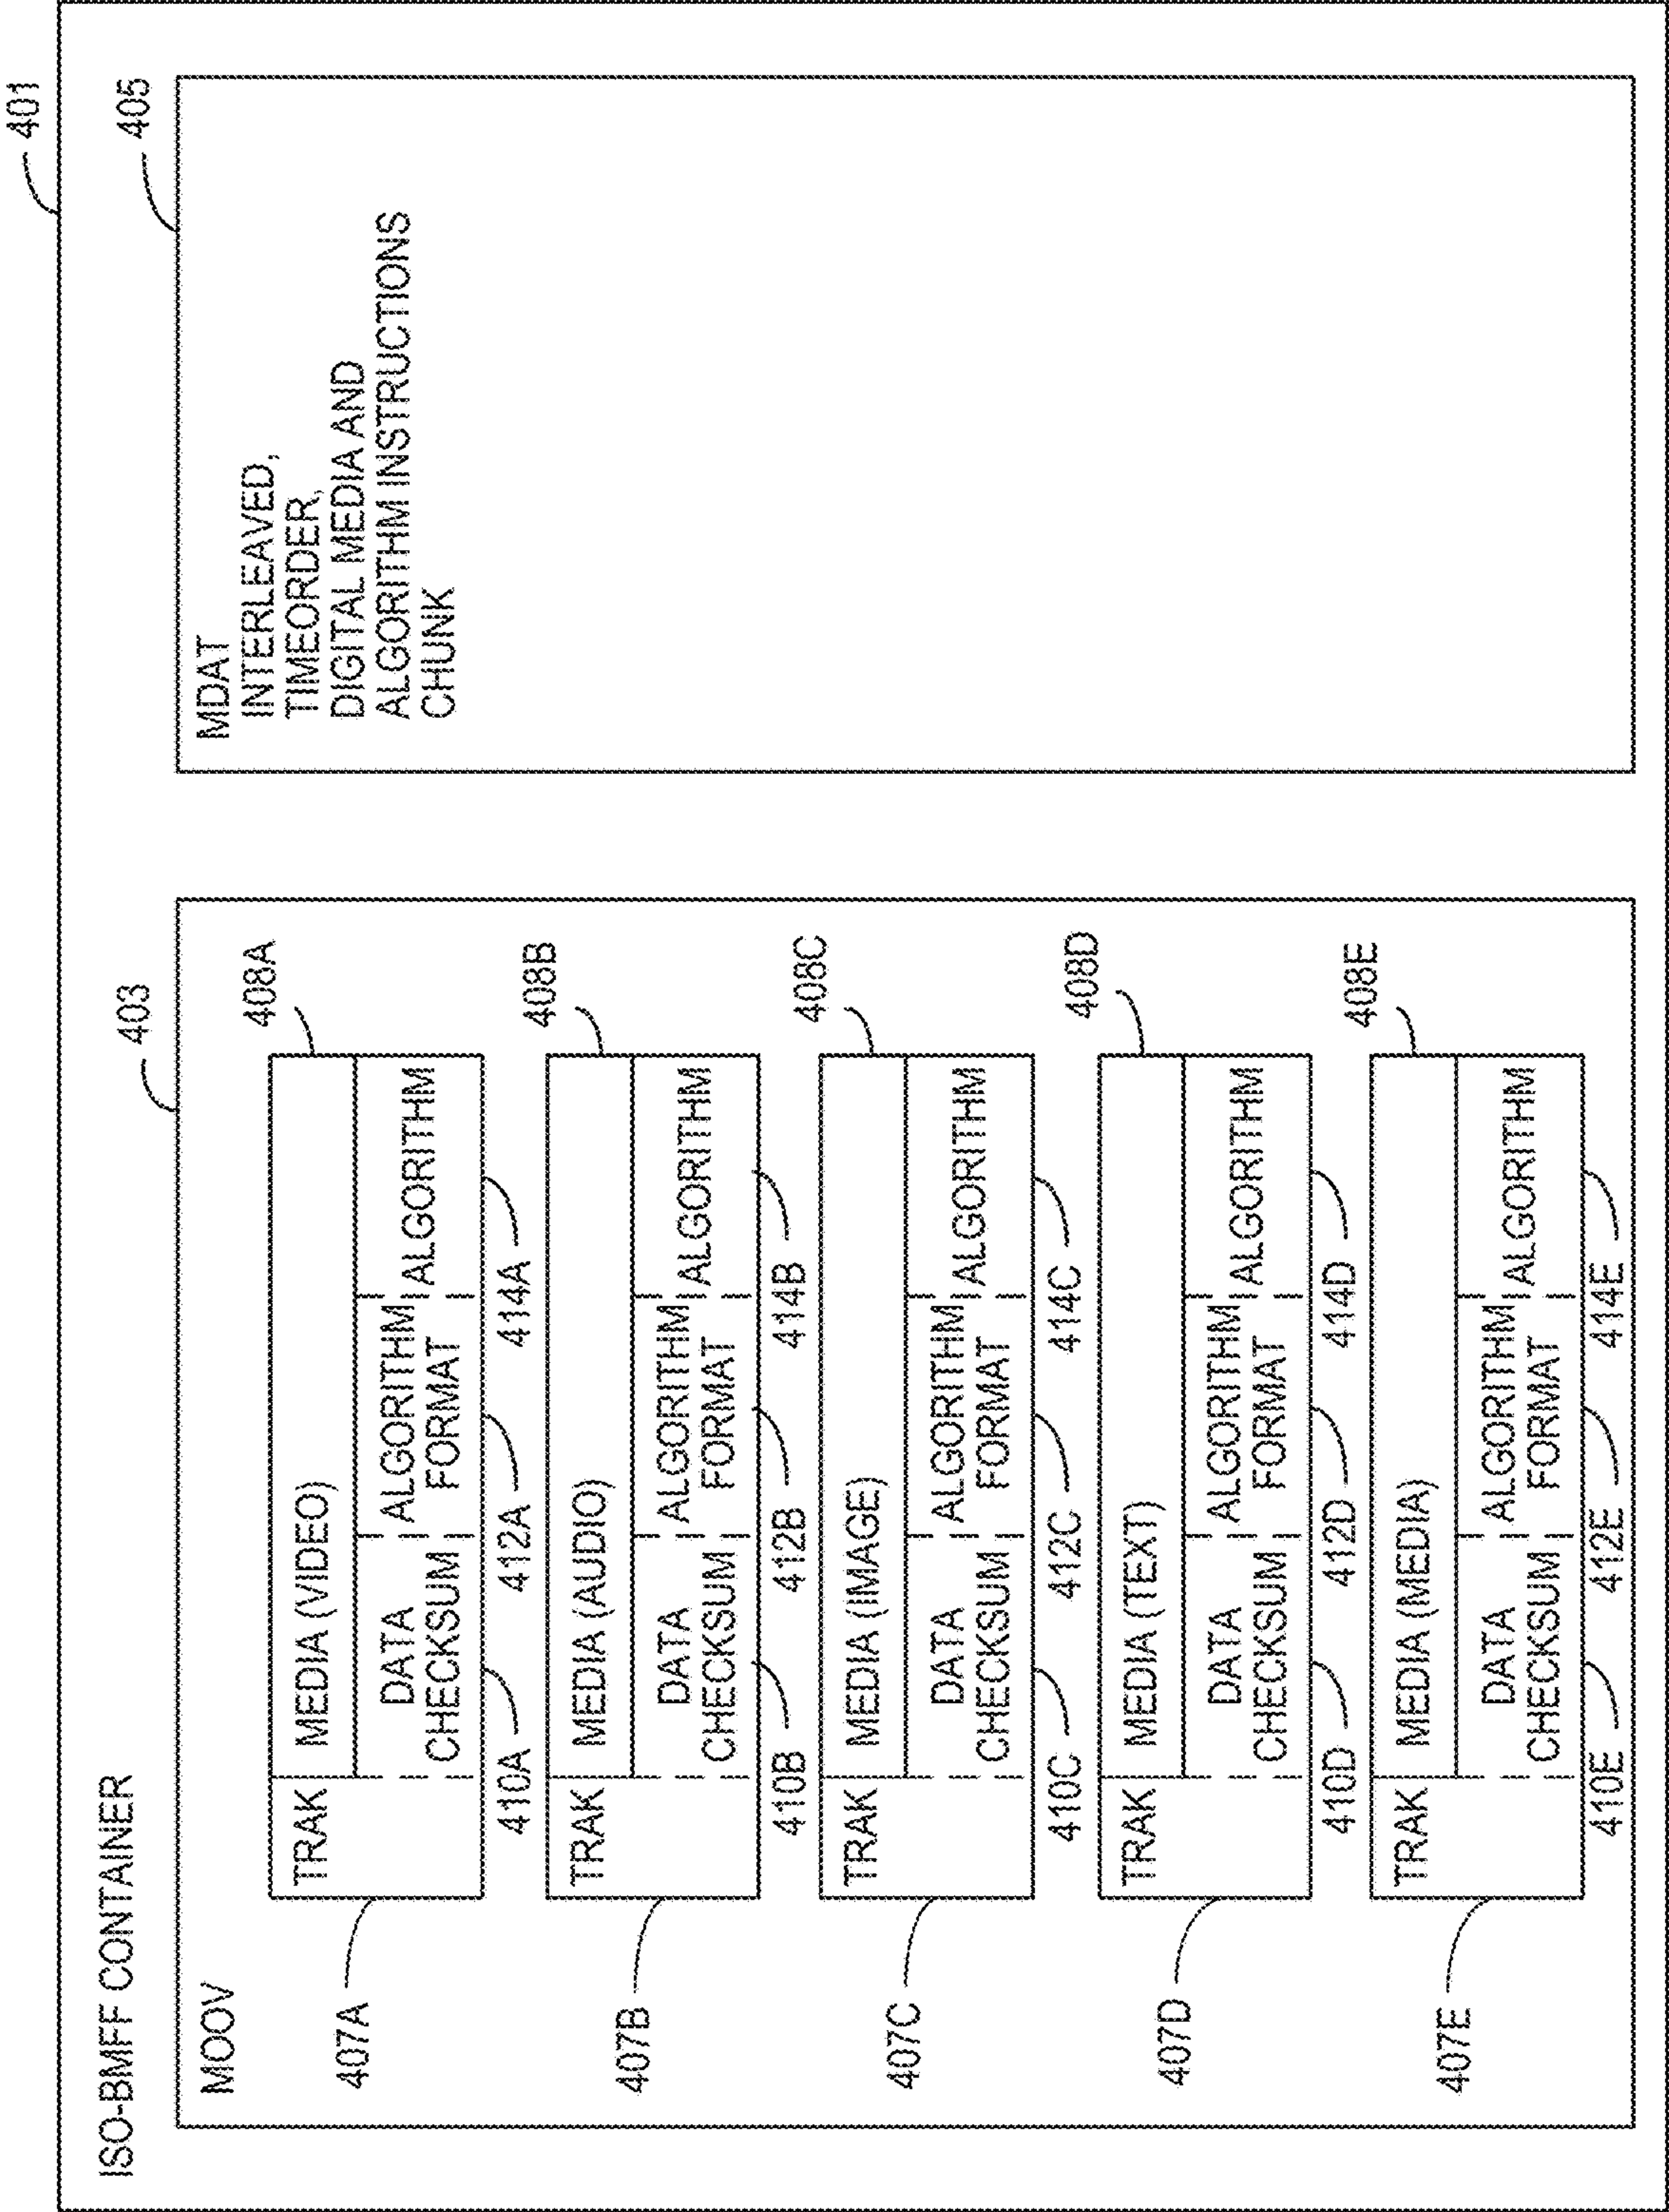 ISO-BMFF CONTAINER
401
MOOV
403
407A
TRAK
MEDIA (VIDEO)
408A
DATA
CHECKSUM
ALGORITHM
FORMAT
ALGORITHM
410A
412A
414A
407B
TRAK
MEDIA (AUDIO)
408B
DATA
CHECKSUM
ALGORITHM
FORMAT
ALGORITHM
410B
412B
414B
407C
TRAK
MEDIA (IMAGE)
408C
DATA
CHECKSUM
ALGORITHM
FORMAT
ALGORITHM
410C
412C
414C
407D
TRAK
MEDIA (TEXT)
408D
DATA
CHECKSUM
ALGORITHM
FORMAT
ALGORITHM
410D
412D
414D
407E
TRAK
MEDIA (MEDIA)
408E
DATA
CHECKSUM
ALGORITHM
FORMAT
ALGORITHM
410E
412E
414E
405
MDAT
INTERLEAVED,
TIMEORDER,
DIGITAL MEDIA AND
ALGORITHM INSTRUCTIONS
CHUNK